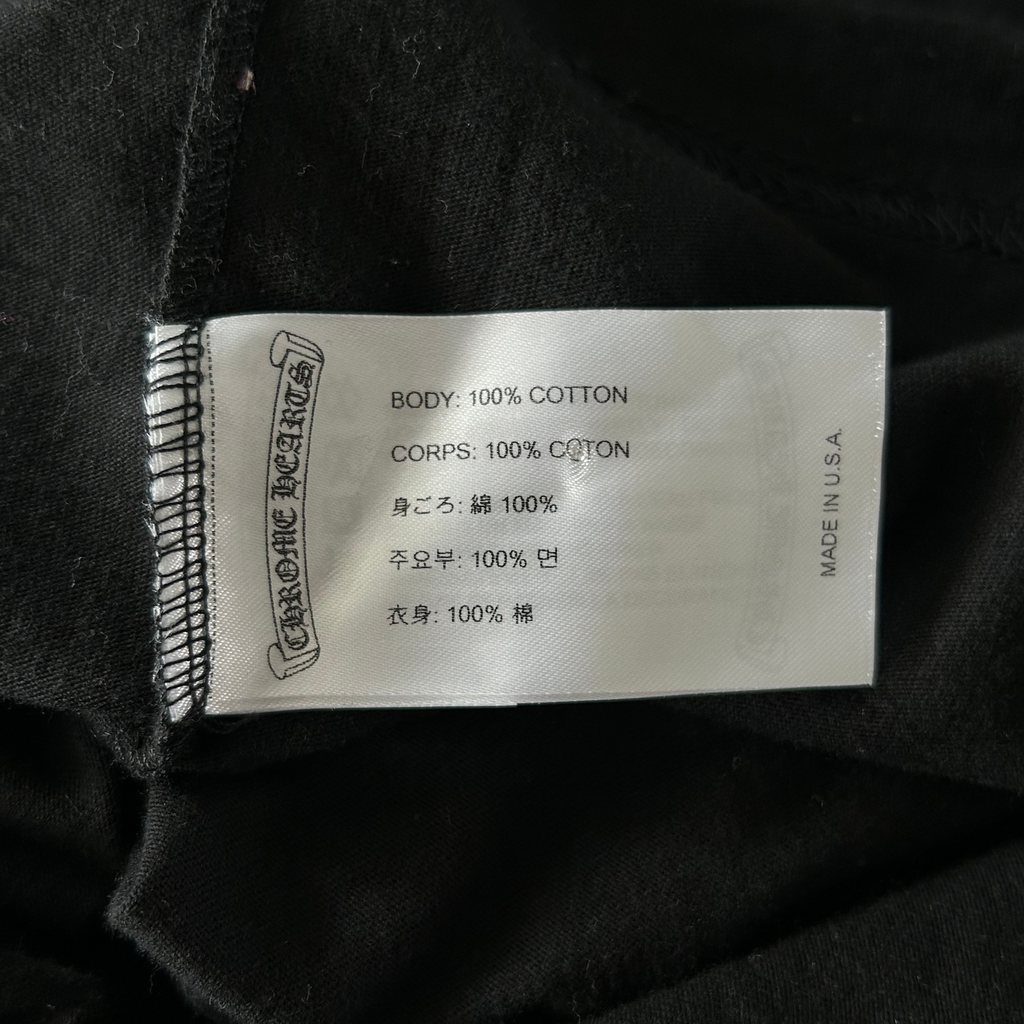 CHROME HEARTS
BODY: 100% COTTON
CORPS: 100% COTON
身ごろ: 綿 100%
주요부: 100% 면
衣身: 100% 棉
MADE IN U.S.A.